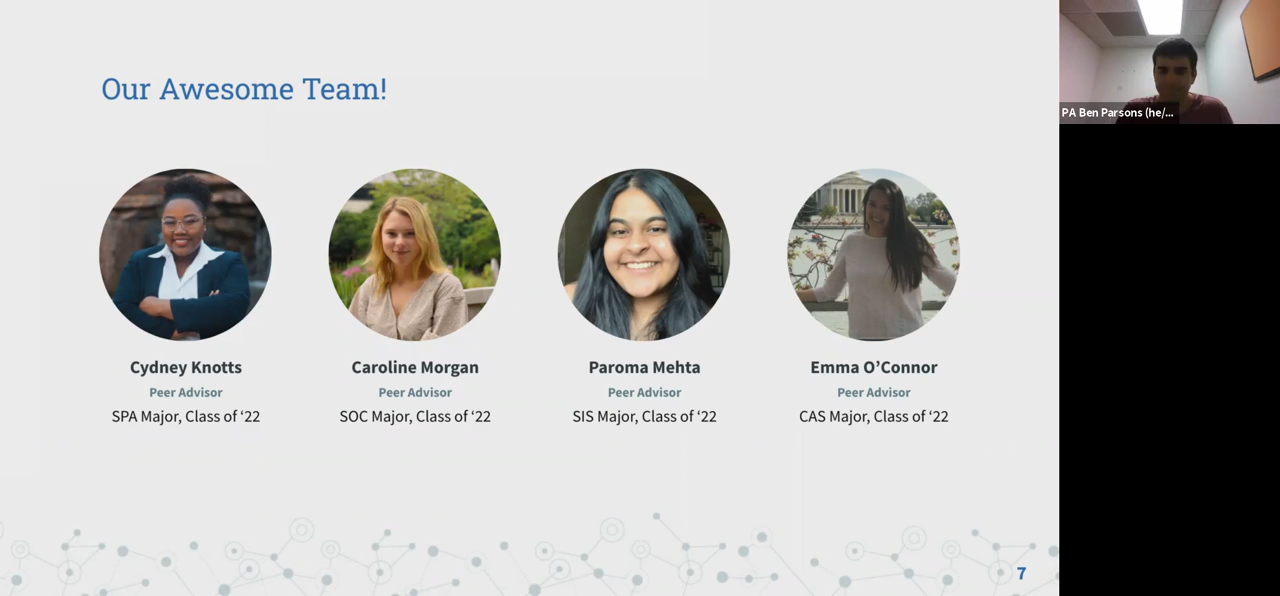 Our Awesome Team!
Cydney Knotts
Peer Advisor
SPA Major, Class of ‘22
Caroline Morgan
Peer Advisor
SOC Major, Class of ‘22
Paroma Mehta
Peer Advisor
SIS Major, Class of ‘22
Emma O’Connor
Peer Advisor
CAS Major, Class of ‘22
7
PA Ben Parsons (he/...